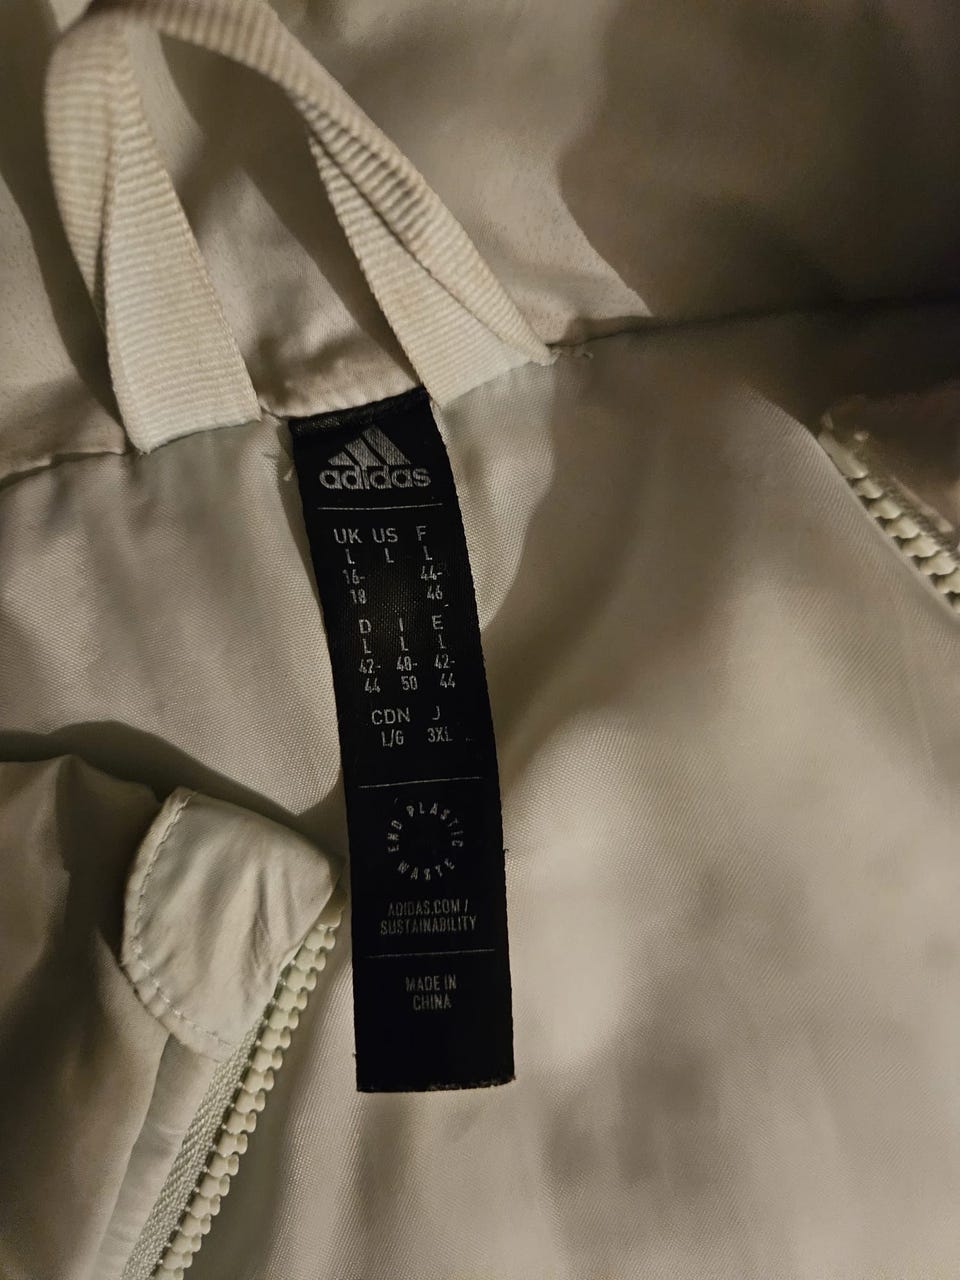 adidas
UK US F
L L L
16- 44-
18 46
D I E
L L L
42- 48- 42-
44 50 44
CDN J
L/G 3XL
END PLASTIC WASTE
ADIDAS.COM/
SUSTAINABILITY
MADE IN
CHINA